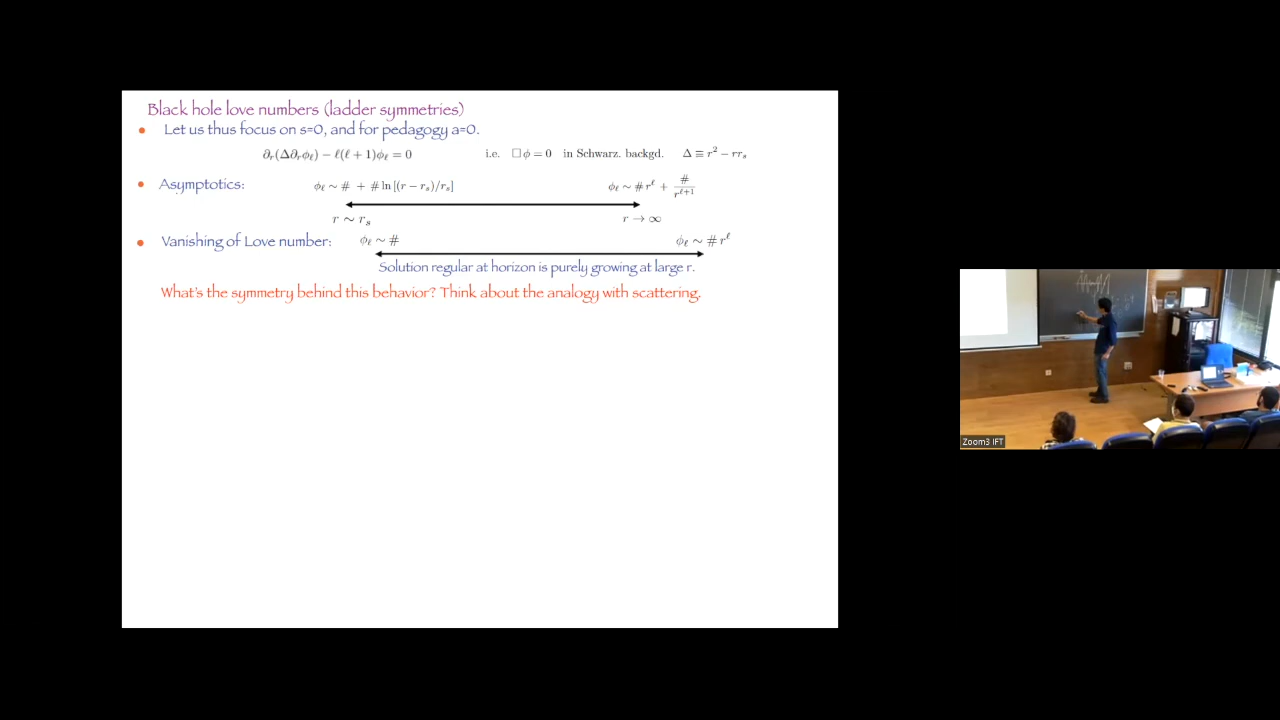 Black hole love numbers (ladder symmetries)
• Let us thus focus on s=0, and for pedagogy a=0.
∂_r(Δ∂_rϕ_ℓ) − ℓ(ℓ+1)ϕ_ℓ = 0 i.e. □ϕ = 0 in Schwarz. backgd. Δ ≡ r² − rr_s
• Asymptotics: ϕ_ℓ ∼ # + # ln [(r − r_s)/r_s] ϕ_ℓ ∼ # r^ℓ + #/r^{ℓ+1}
r ∼ r_s r → ∞
• Vanishing of Love number: ϕ_ℓ ∼ # ϕ_ℓ ∼ # r^ℓ
Solution regular at horizon is purely growing at large r.
What's the symmetry behind this behavior? Think about the analogy with scattering.
Zoom3 IFT